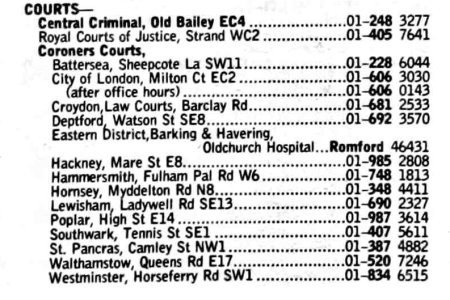 COURTS—
Central Criminal, Old Bailey EC4 ..................01-248 3277
Royal Courts of Justice, Strand WC2 ...............01-405 7641
Coroners Courts,
Battersea, Sheepcote La SW11......................01-228 6044
City of London, Milton Ct EC2 .....................01-606 3030
(after office hours) ...............................01-606 0143
Croydon,Law Courts, Barclay Rd....................01-681 2533
Deptford, Watson St SE8...........................01-692 3570
Eastern District,Barking & Havering,
Oldchurch Hospital...Romford 46431
Hackney, Mare St E8...............................01-985 2808
Hammersmith, Fulham Pal Rd W6 ...................01-748 1813
Hornsey, Myddelton Rd N8..........................01-348 4411
Lewisham, Ladywell Rd SE13........................01-690 2327
Poplar, High St E14 ...............................01-987 3614
Southwark, Tennis St SE1 ..........................01-407 5611
St. Pancras, Camley St NW1........................01-387 4882
Walthamstow, Queens Rd E17........................01-520 7246
Westminster, Horseferry Rd SW1 ...................01-834 6515